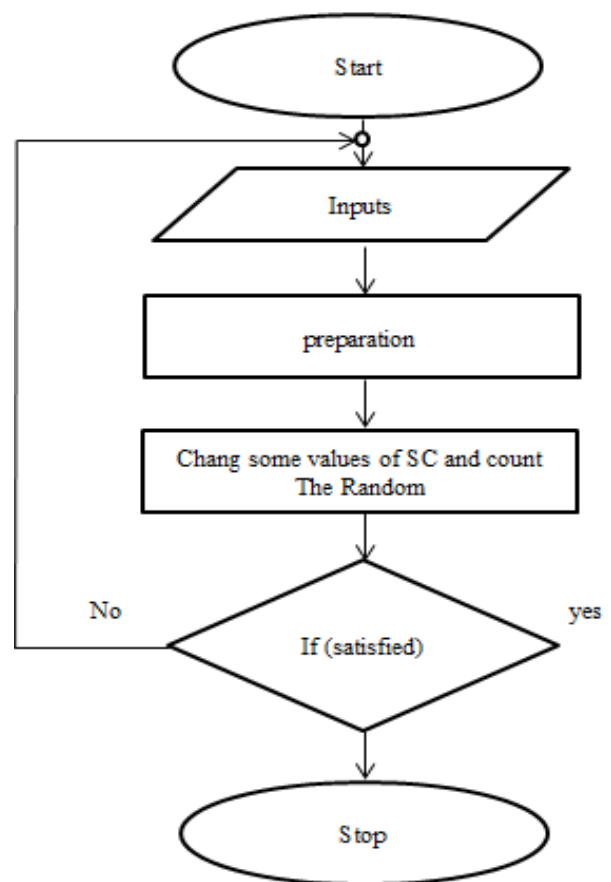 Start
Inputs
preparation
Chang some values of SC and count
The Random
No
yes
If (satisfied)
Stop